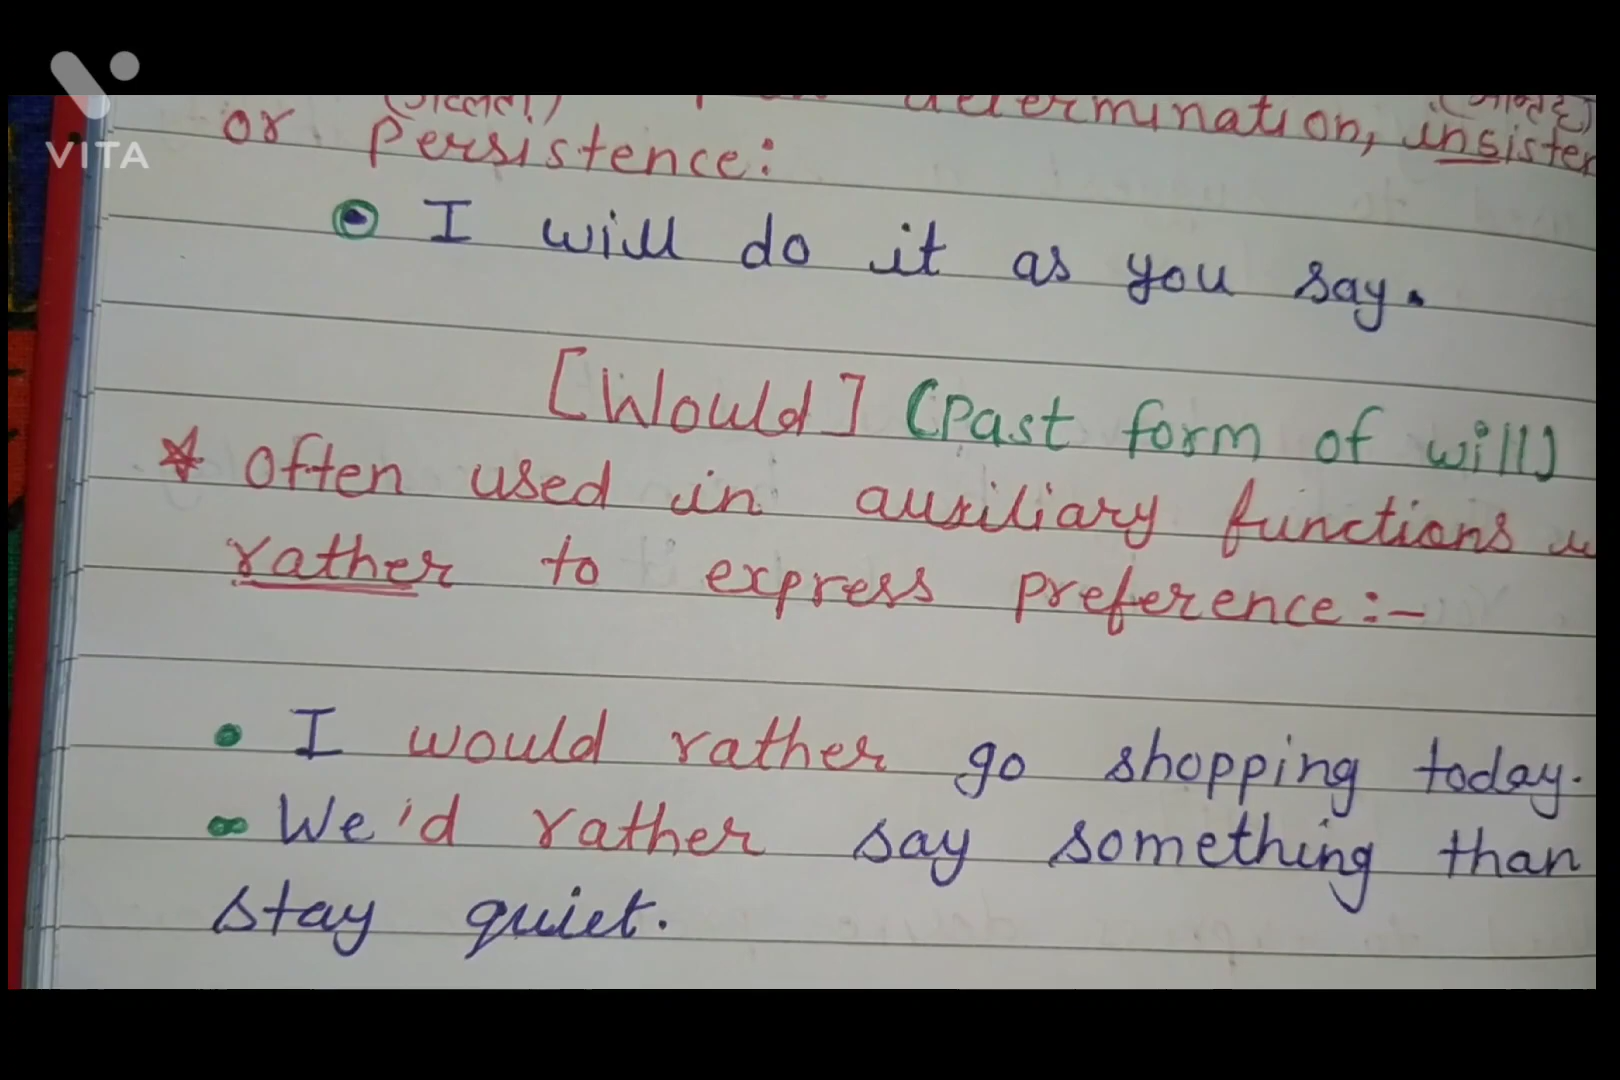 VITA
determination,
or Persistence:
I will do it as you say.
[Would] (Past form of will)
often used in auxiliary functions
rather to express preference:-
I would rather go shopping today.
We'd rather say something than
stay quiet.